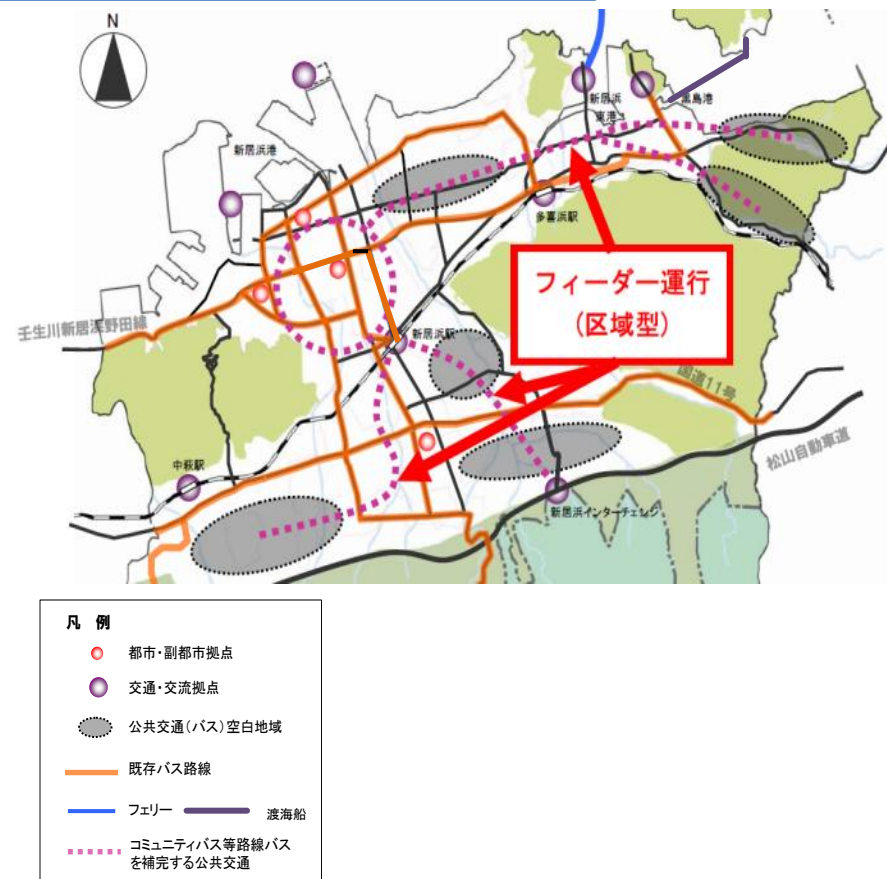 N
新居浜港
新居浜
東港
黒島港
多喜浜駅
フィーダー運行
(区域型)
壬生川新居浜野田線
新居浜駅
国道11号
松山自動車道
中萩駅
新居浜インターチェンジ
凡 例
都市・副都市拠点
交通・交流拠点
公共交通(バス)空白地域
既存バス路線
フェリー
渡海船
コミュニティバス等路線バス
を補完する公共交通